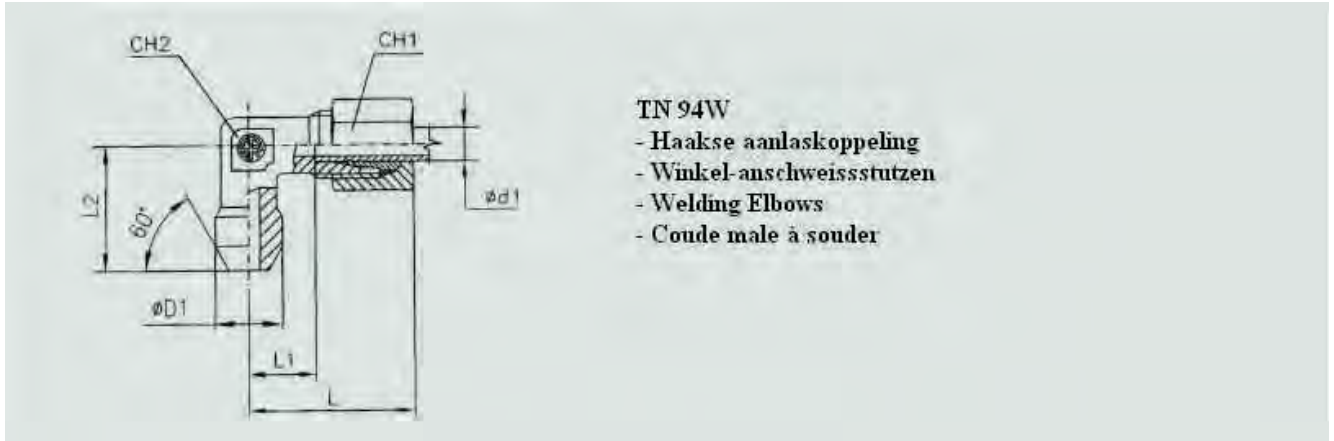 CH2
CH1
L2
60°
ød1
øD1
L1
L
TN 94W
- Haakse aanlaskoppeling
- Winkel-anschweissstutzen
- Welding Elbows
- Coude male à souder